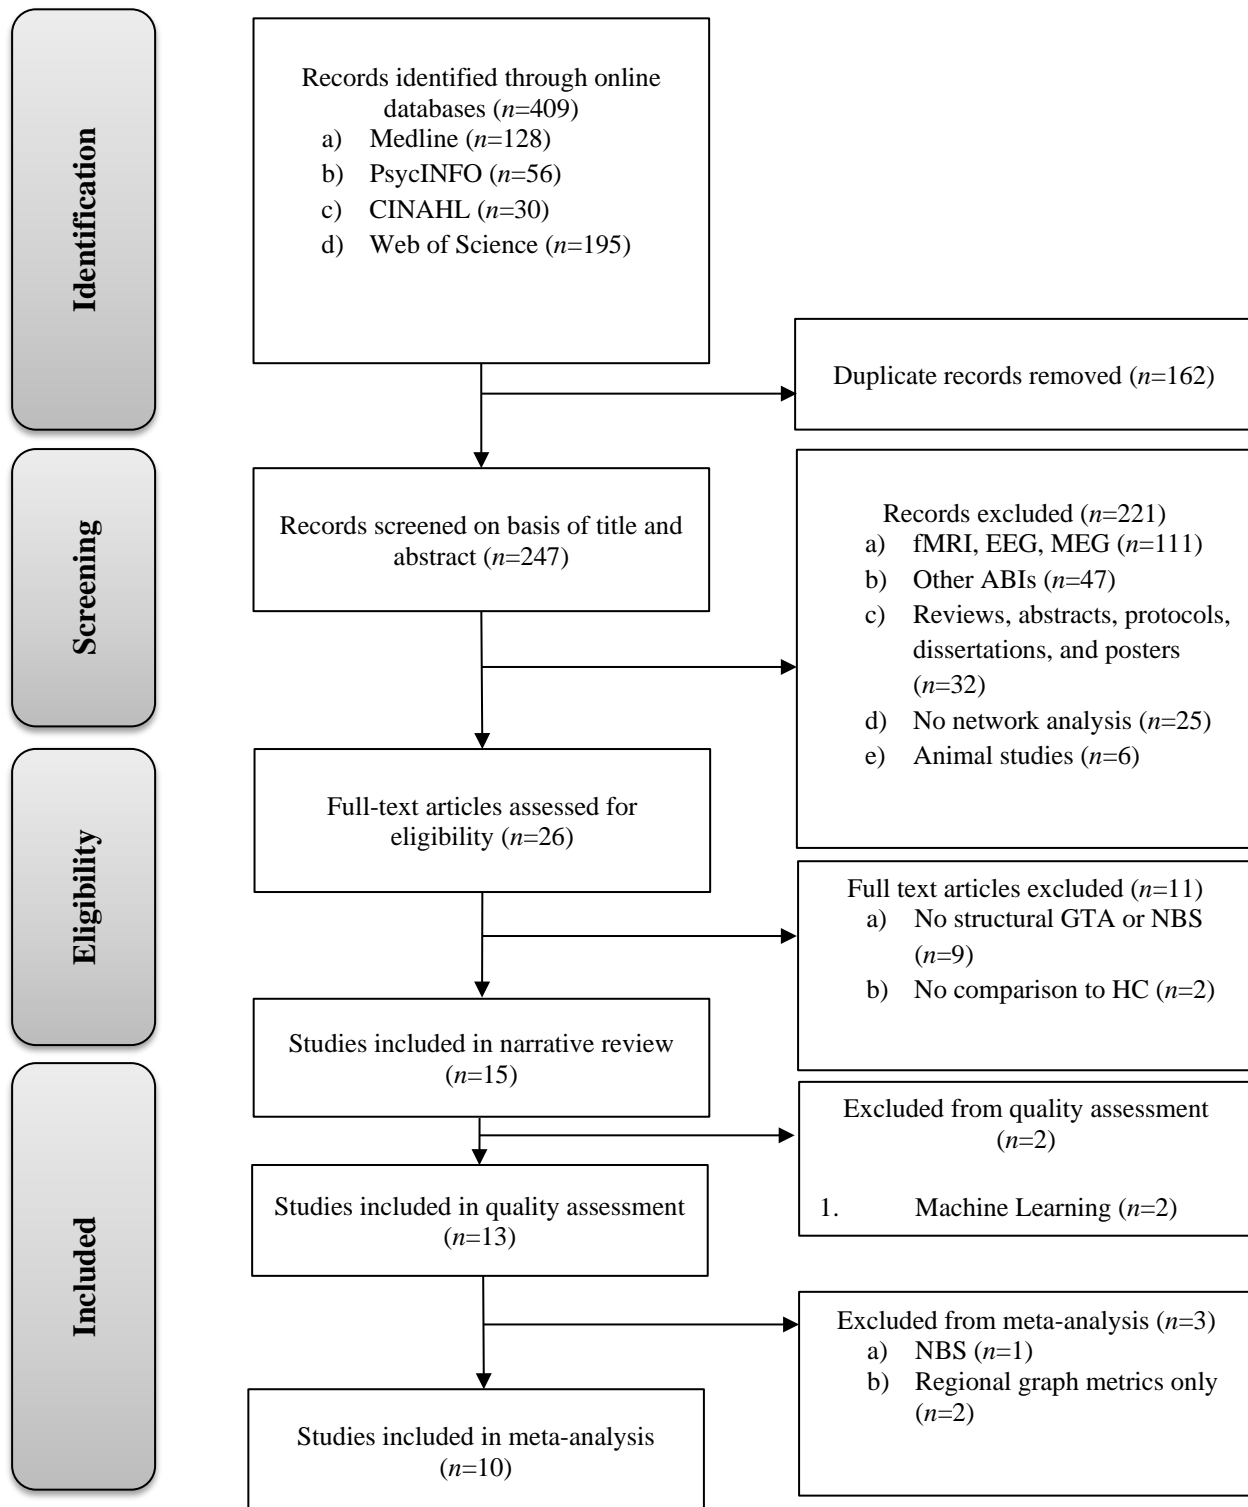 Identification
Records identified through online
databases (n=409)
a) Medline (n=128)
b) PsycINFO (n=56)
c) CINAHL (n=30)
d) Web of Science (n=195)
Duplicate records removed (n=162)
Screening
Records screened on basis of title and
abstract (n=247)
Records excluded (n=221)
a) fMRI, EEG, MEG (n=111)
b) Other ABIs (n=47)
c) Reviews, abstracts, protocols,
dissertations, and posters
(n=32)
d) No network analysis (n=25)
e) Animal studies (n=6)
Eligibility
Full-text articles assessed for
eligibility (n=26)
Full text articles excluded (n=11)
a) No structural GTA or NBS
(n=9)
b) No comparison to HC (n=2)
Included
Studies included in narrative review
(n=15)
Excluded from quality assessment
(n=2)
1. Machine Learning (n=2)
Studies included in quality assessment
(n=13)
Excluded from meta-analysis (n=3)
a) NBS (n=1)
b) Regional graph metrics only
(n=2)
Studies included in meta-analysis
(n=10)